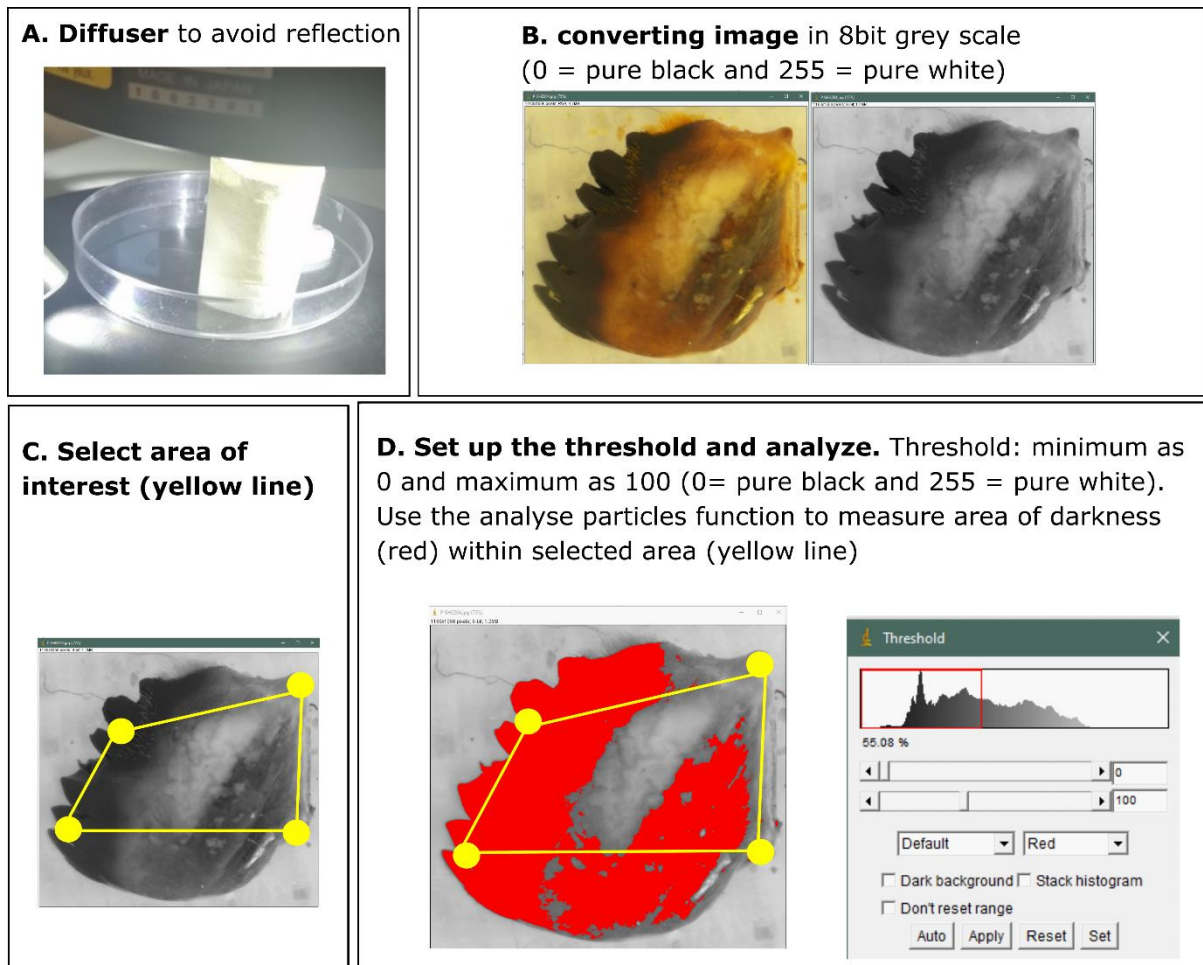 A. Diffuser to avoid reflection
MADE IN JAPAN
B. converting image in 8bit grey scale
(0 = pure black and 255 = pure white)
C. Select area of
interest (yellow line)
D. Set up the threshold and analyze. Threshold: minimum as
0 and maximum as 100 (0= pure black and 255 = pure white).
Use the analyse particles function to measure area of darkness
(red) within selected area (yellow line)
Threshold
55.08 %
0
100
Default Red
Dark background Stack histogram
Don't reset range
Auto Apply Reset Set